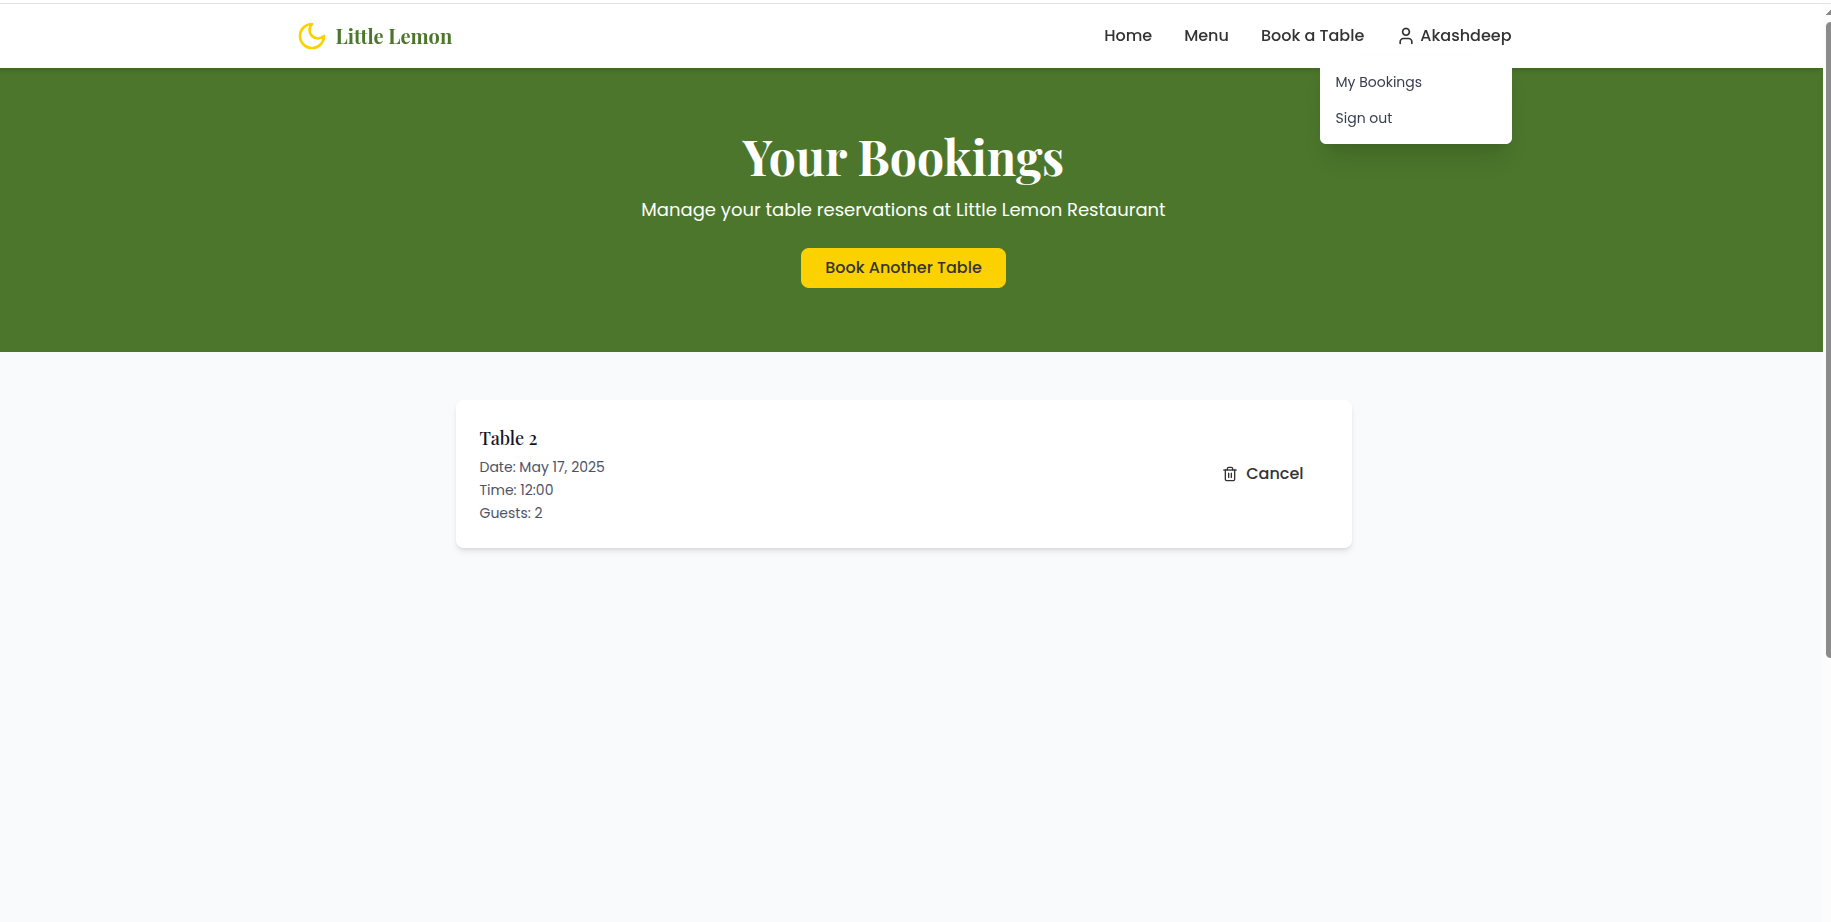 Little Lemon
Home Menu Book a Table Akashdeep
My Bookings
Sign out
Your Bookings
Manage your table reservations at Little Lemon Restaurant
Book Another Table
Table 2
Date: May 17, 2025
Time: 12:00
Guests: 2
Cancel